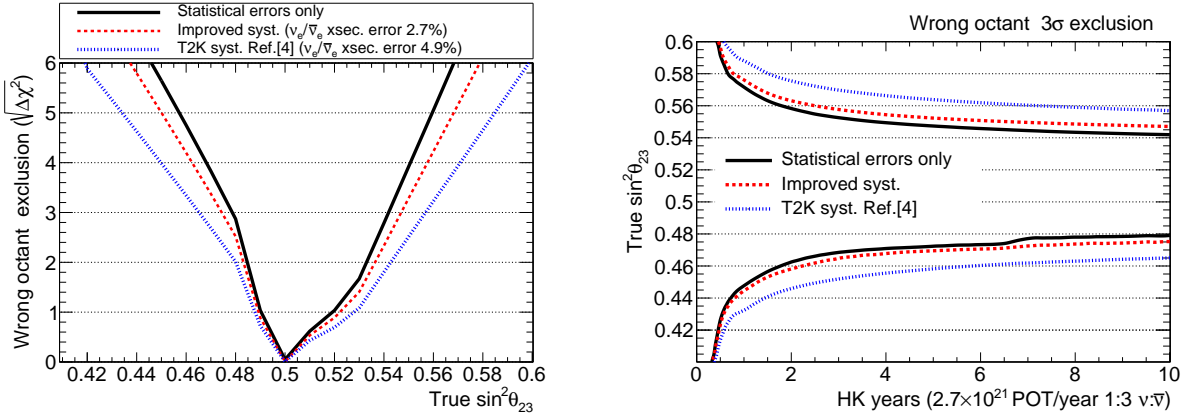 Statistical errors only
Improved syst. (νₑ/ν̅ₑ xsec. error 2.7%)
T2K syst. Ref.[4] (νₑ/ν̅ₑ xsec. error 4.9%)
Wrong octant exclusion (√Δχ²)
6
5
4
3
2
1
0
0.42 0.44 0.46 0.48 0.5 0.52 0.54 0.56 0.58 0.6
True sin²θ₂₃
Wrong octant 3σ exclusion
True sin²θ₂₃
0.6
0.58
0.56
0.54
0.52
0.5
0.48
0.46
0.44
0.42
Statistical errors only
Improved syst.
T2K syst. Ref.[4]
0 2 4 6 8 10
HK years (2.7×10²¹ POT/year 1:3 ν:ν̅)